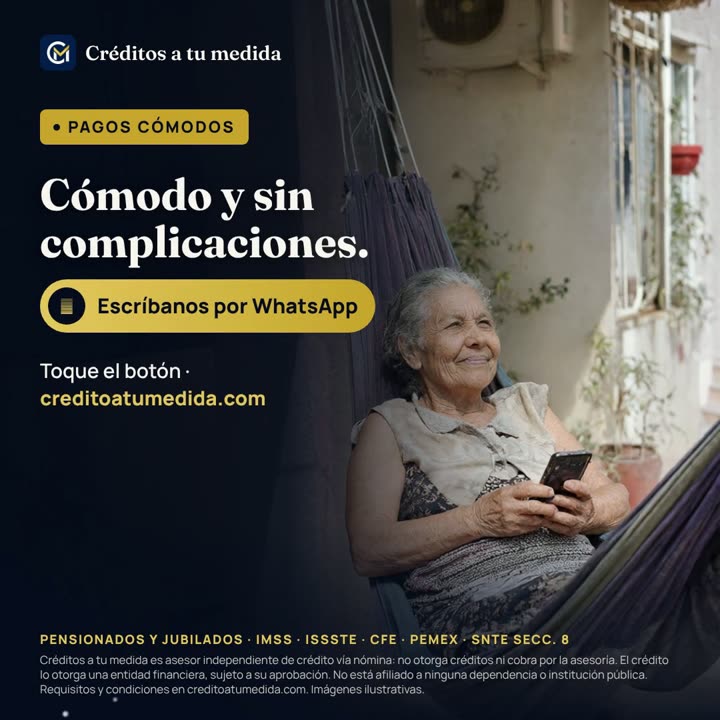 Créditos a tu medida
• PAGOS CÓMODOS
Cómodo y sin
complicaciones.
Escríbanos por WhatsApp
Toque el botón ·
creditoatumedida.com
PENSIONADOS Y JUBILADOS · IMSS · ISSSTE · CFE · PEMEX · SNTE SECC. 8
Créditos a tu medida es asesor independiente de crédito vía nómina: no otorga créditos ni cobra por la asesoría. El crédito
lo otorga una entidad financiera, sujeto a su aprobación. No está afiliado a ninguna dependencia o institución pública.
Requisitos y condiciones en creditoatumedida.com. Imágenes ilustrativas.